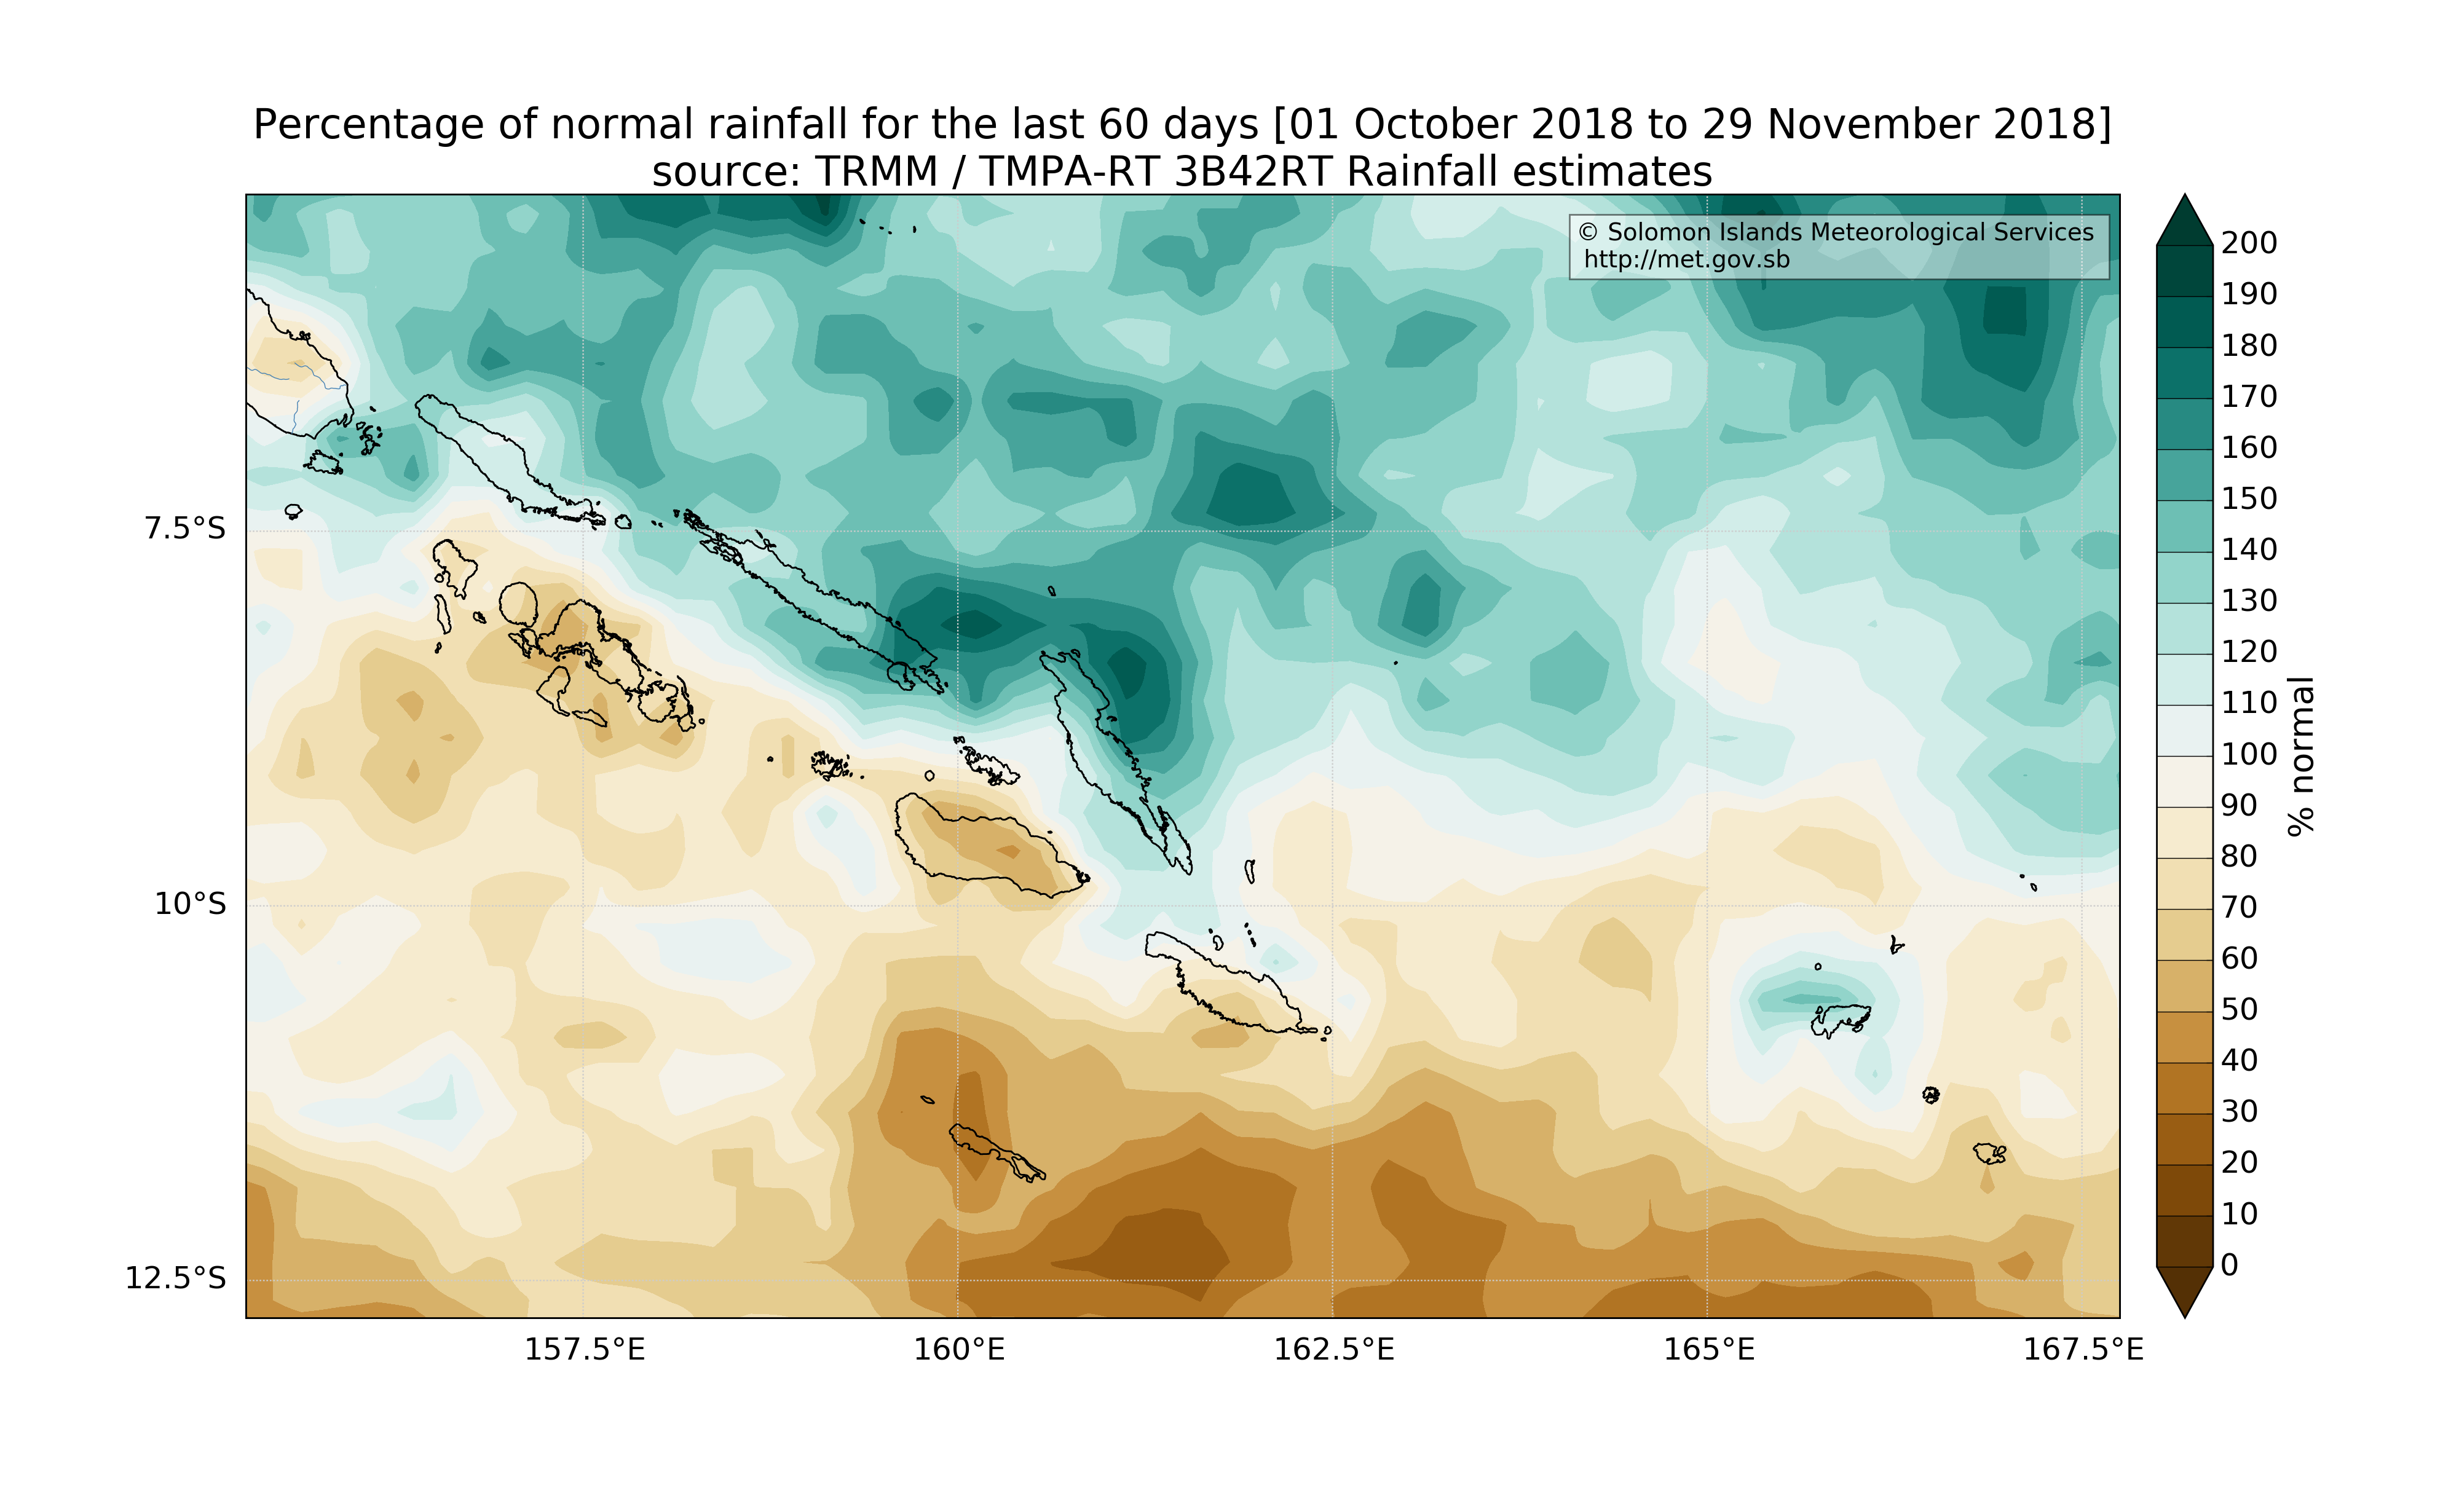 Percentage of normal rainfall for the last 60 days [01 October 2018 to 29 November 2018]
source: TRMM / TMPA-RT 3B42RT Rainfall estimates
© Solomon Islands Meteorological Services
http://met.gov.sb
7.5°S
10°S
12.5°S
157.5°E
160°E
162.5°E
165°E
167.5°E
200
190
180
170
160
150
140
130
120
110
100
90
80
70
60
50
40
30
20
10
0
% normal